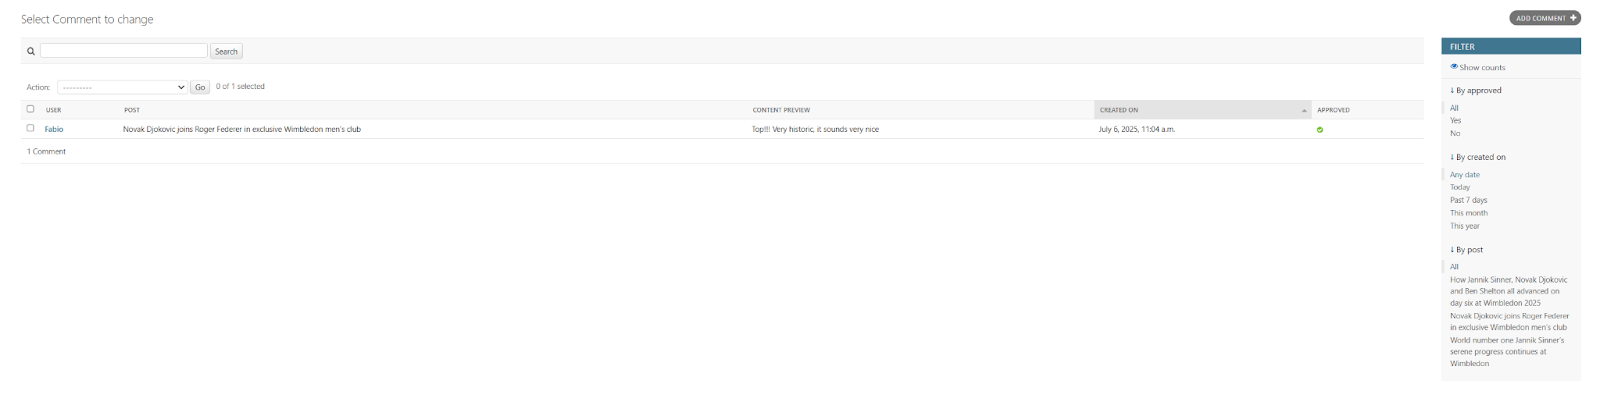 Select Comment to change
ADD COMMENT +
Search
Action: --------- Go 0 of 1 selected
USER POST CONTENT PREVIEW CREATED ON APPROVED
Fabio Novak Djokovic joins Roger Federer in exclusive Wimbledon men's club Top!!! Very historic, it sounds very nice July 6, 2025, 11:04 a.m.
1 Comment
FILTER
Show counts
↓ By approved
All
Yes
No
↓ By created on
Any date
Today
Past 7 days
This month
This year
↓ By post
All
How Jannik Sinner, Novak Djokovic
and Ben Shelton all advanced on
day six at Wimbledon 2025
Novak Djokovic joins Roger Federer
in exclusive Wimbledon men's club
World number one Jannik Sinner's
serene progress continues at
Wimbledon